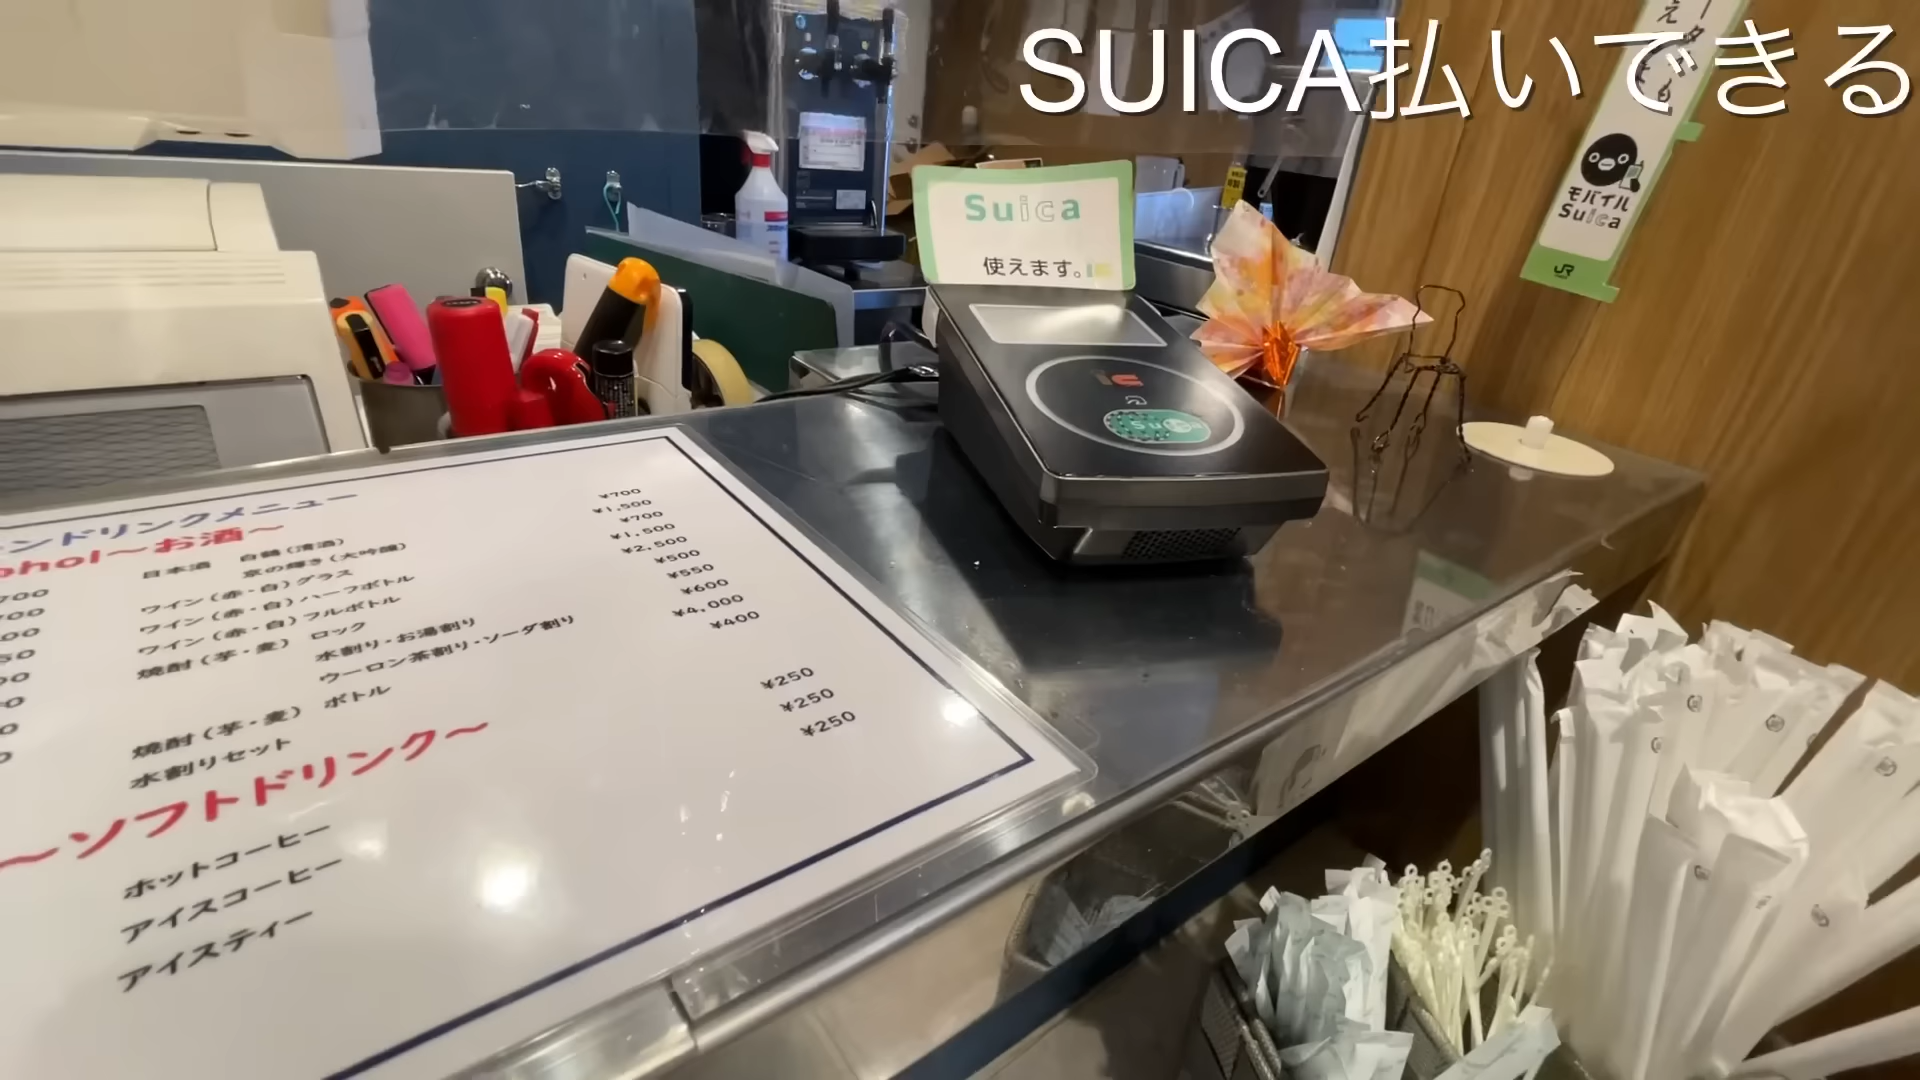 SUICA払いできる
モバイル
Suica
JR
Suica
使えます。
Suica
ンドリンクメニュー
ohol～お酒～
日本酒 白鶴(清酒) ¥700
京の輝き(大吟醸) ¥1,500
ワイン(赤・白)グラス ¥700
ワイン(赤・白)ハーフボトル ¥1,500
ワイン(赤・白)フルボトル ¥2,500
焼酎(芋・麦) ロック ¥500
水割り・お湯割り ¥550
ウーロン茶割り・ソーダ割り ¥600
焼酎(芋・麦) ボトル ¥4,000
水割りセット ¥400
～ソフトドリンク～
ホットコーヒー ¥250
アイスコーヒー ¥250
アイスティー ¥250